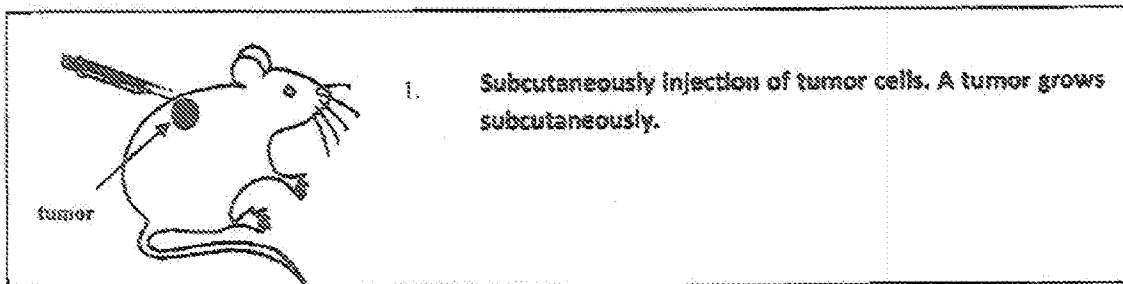 1. Subcutaneously injection of tumor cells. A tumor grows
subcutaneously.
tumor